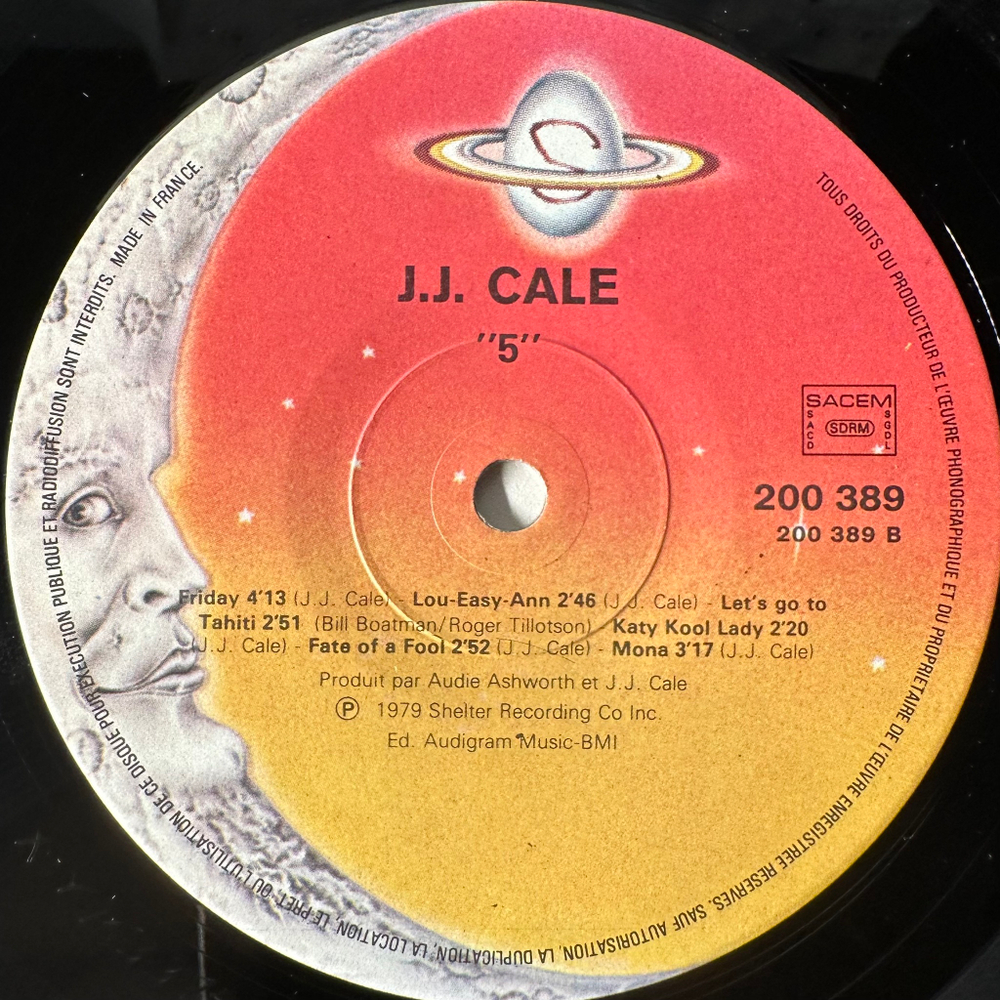 J.J. CALE
"5"
SACEM
SACD
SDRM
SGDL
200 389
200 389 B
Friday 4'13 (J.J. Cale) - Lou-Easy-Ann 2'46 (J.J. Cale) - Let's go to
Tahiti 2'51 (Bill Boatman/Roger Tillotson) Katy Kool Lady 2'20
(J.J. Cale) - Fate of a Fool 2'52 (J.J. Cale) - Mona 3'17 (J.J. Cale)
Produit par Audie Ashworth et J.J. Cale
℗ 1979 Shelter Recording Co Inc.
Ed. Audigram Music-BMI
TOUS DROITS DU PRODUCTEUR DE L'ŒUVRE PHONOGRAPHIQUE ET DU PROPRIETAIRE DE L'ŒUVRE ENREGISTREE RESERVES. SAUF AUTORISATION, LA DUPLICATION, LA LOCATION, LE PRET, OU L'UTILISATION DE CE DISQUE POUR EXECUTION PUBLIQUE ET RADIODIFFUSION SONT INTERDITS. MADE IN FRANCE.